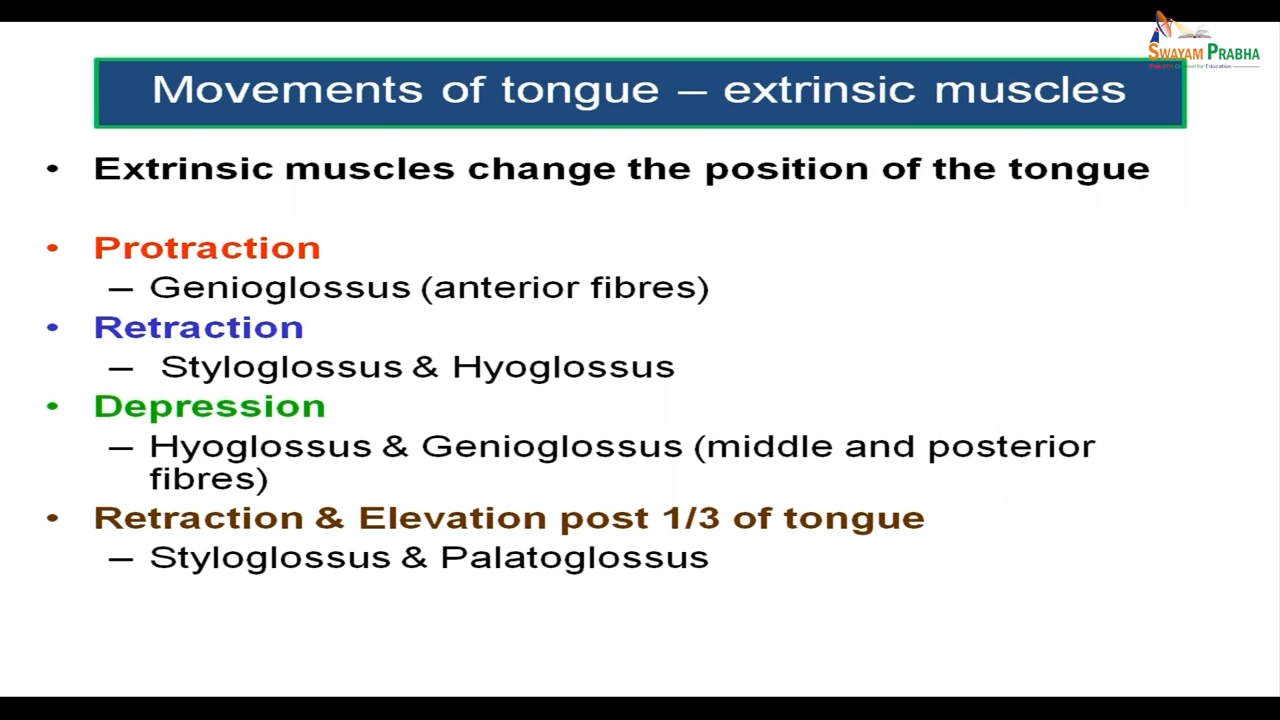 SWAYAM PRABHA
Movements of tongue – extrinsic muscles
• Extrinsic muscles change the position of the tongue
• Protraction
– Genioglossus (anterior fibres)
• Retraction
– Styloglossus & Hyoglossus
• Depression
– Hyoglossus & Genioglossus (middle and posterior
fibres)
• Retraction & Elevation post 1/3 of tongue
– Styloglossus & Palatoglossus